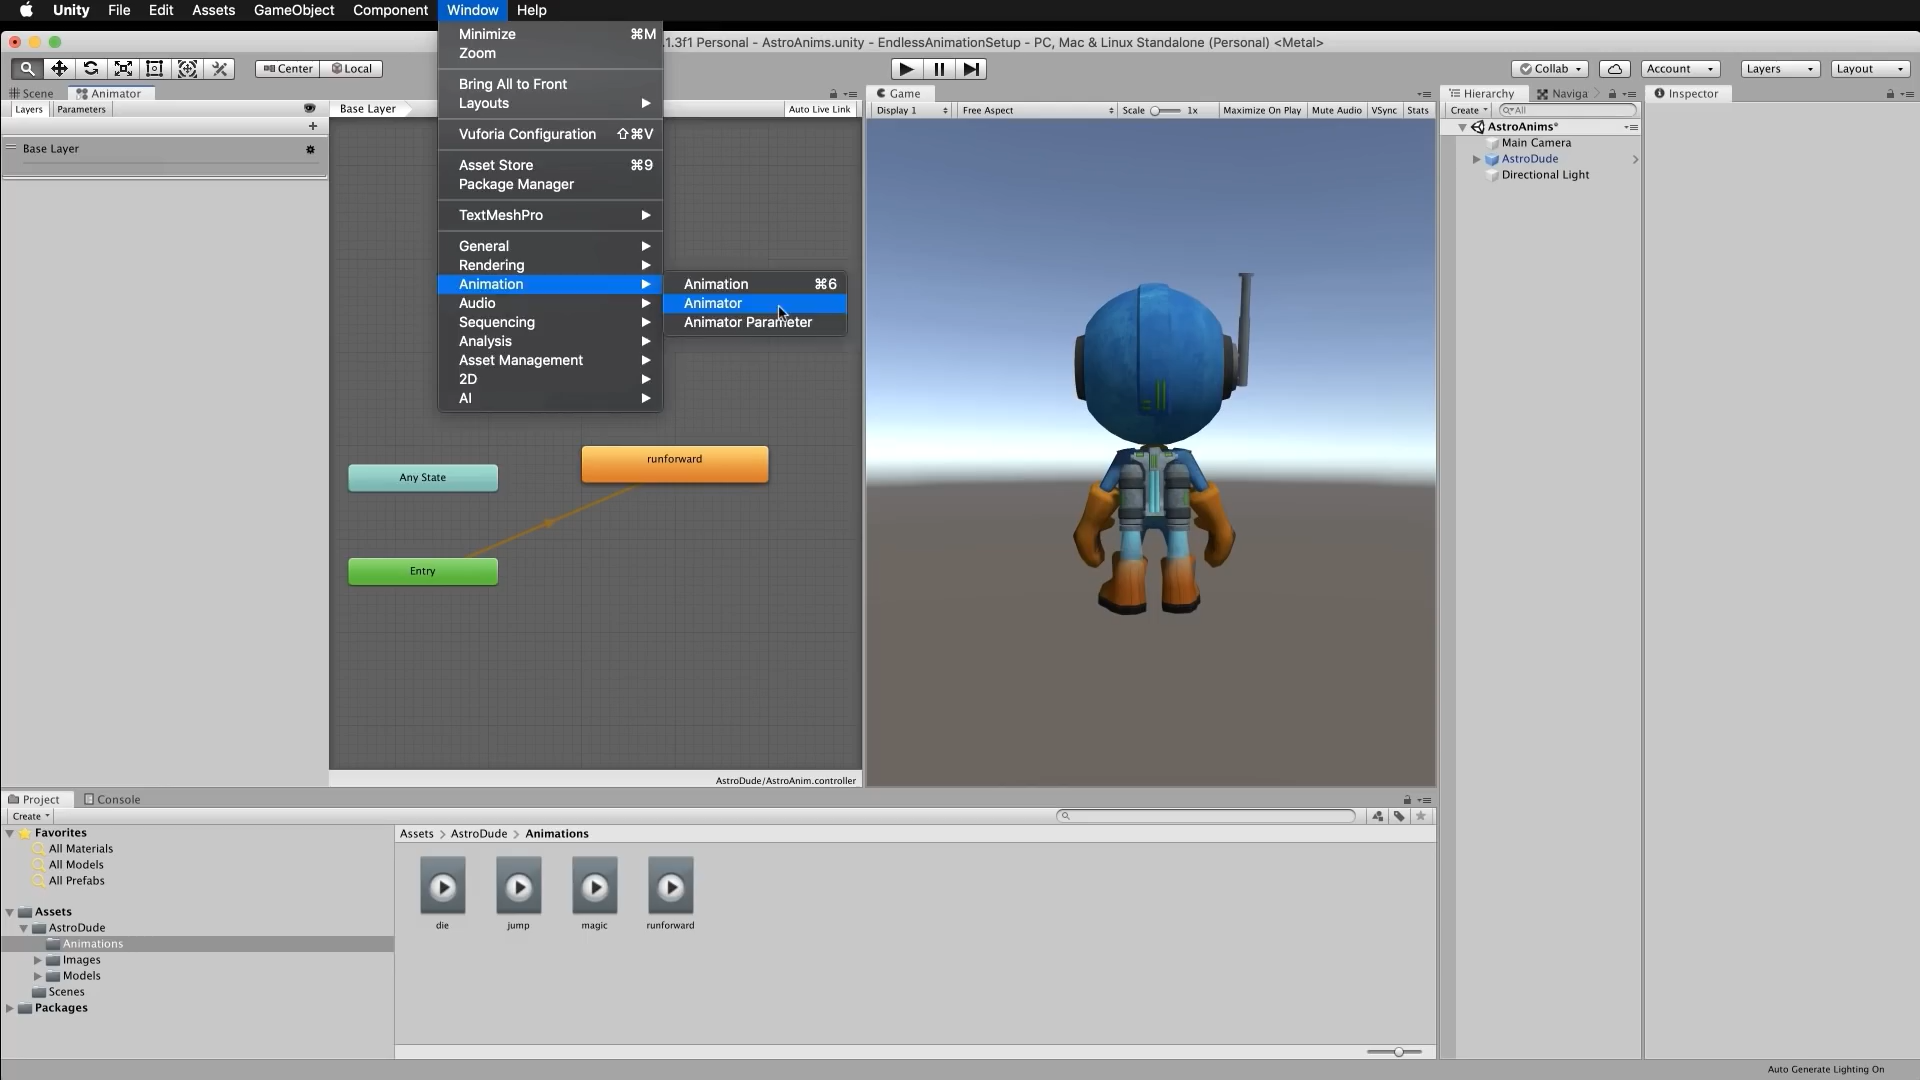 Unity File Edit Assets GameObject Component Window Help
.1.3f1 Personal - AstroAnims.unity - EndlessAnimationSetup - PC, Mac & Linux Standalone (Personal) <Metal>
Center Local
Collab Account Layers Layout
Scene Animator
Layers Parameters
Base Layer
Auto Live Link
Base Layer
Minimize ⌘M
Zoom
Bring All to Front
Layouts
Vuforia Configuration ⇧⌘V
Asset Store ⌘9
Package Manager
TextMeshPro
General
Rendering
Animation
Audio
Sequencing
Analysis
Asset Management
2D
AI
Animation ⌘6
Animator
Animator Parameter
Any State
runforward
Entry
AstroDude/AstroAnim.controller
Game
Display 1 Free Aspect Scale 1x Maximize On Play Mute Audio VSync Stats
Hierarchy Naviga
Create All
AstroAnims*
Main Camera
AstroDude
Directional Light
Inspector
Project Console
Create
Favorites
All Materials
All Models
All Prefabs
Assets
AstroDude
Animations
Images
Models
Scenes
Packages
Assets > AstroDude > Animations
die jump magic runforward
Auto Generate Lighting On